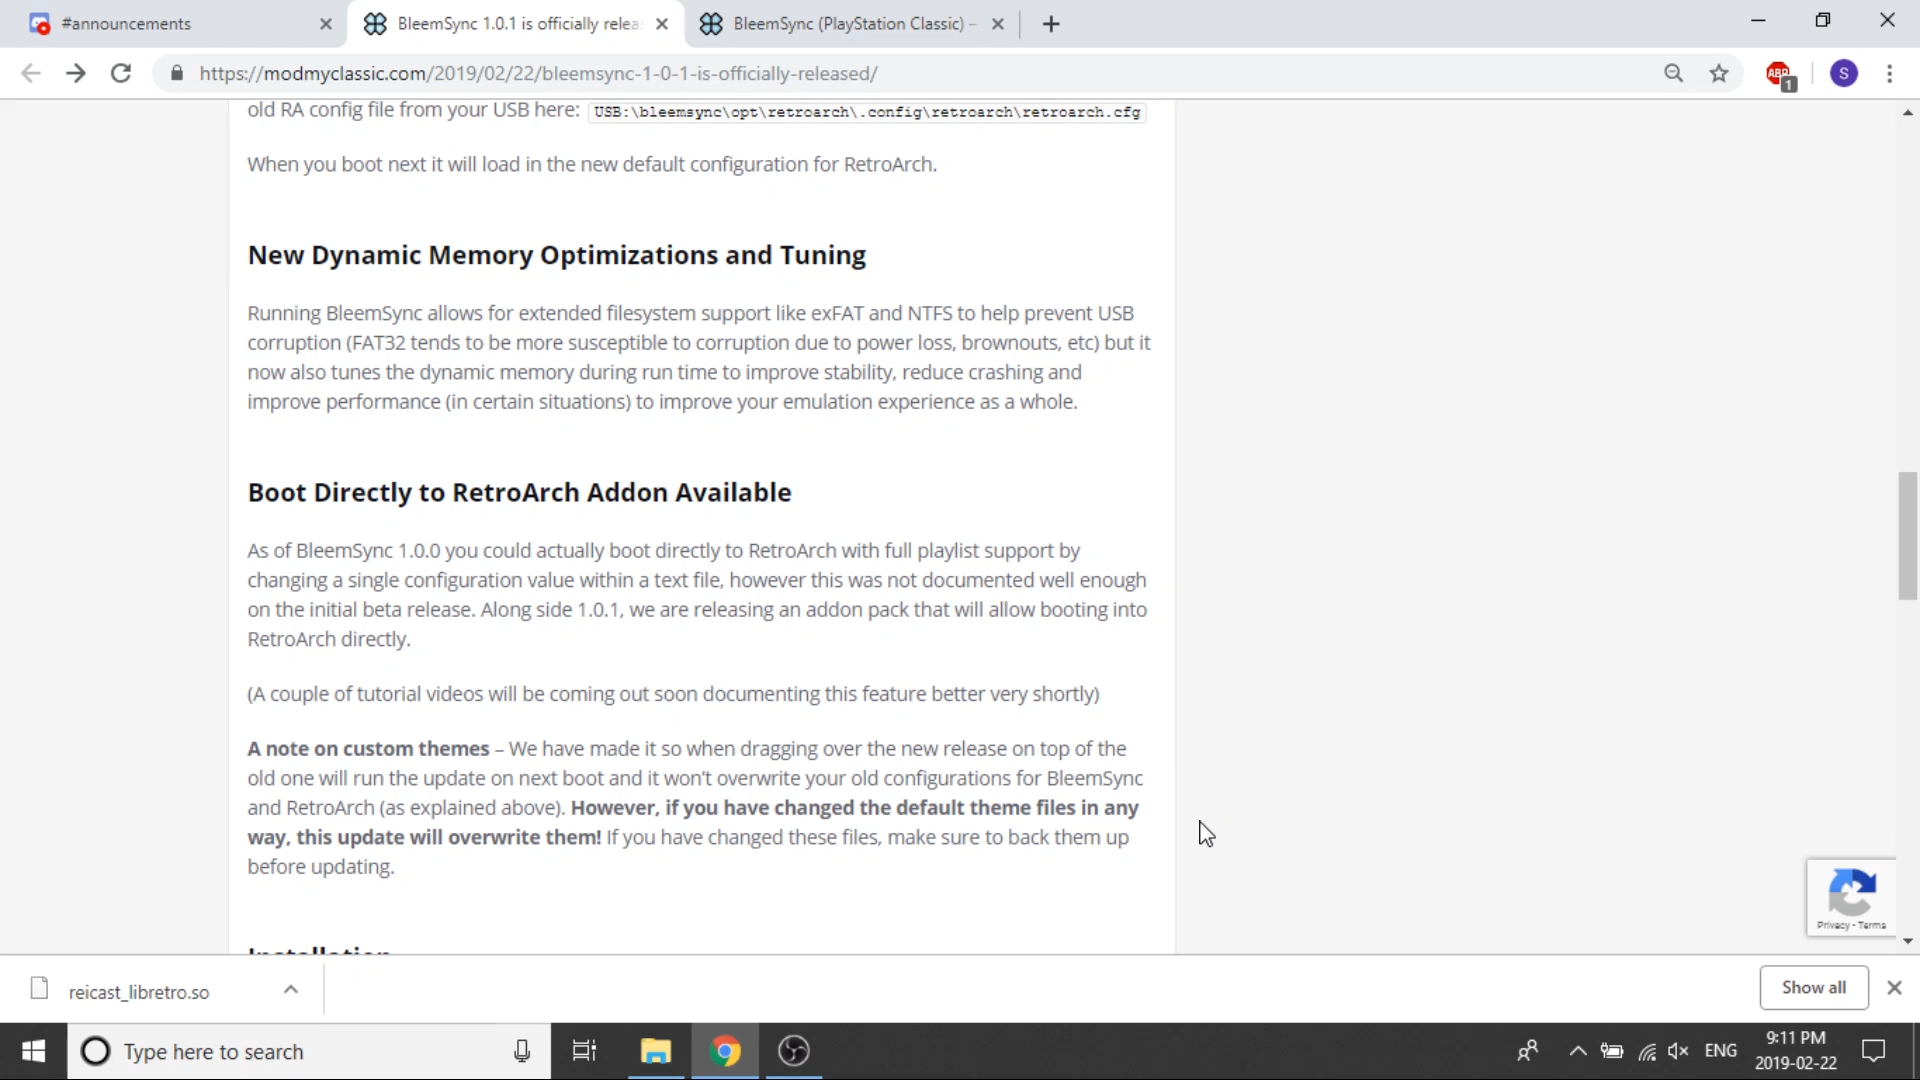 #announcements
BleemSync 1.0.1 is officially relea
BleemSync (PlayStation Classic) –
https://modmyclassic.com/2019/02/22/bleemsync-1-0-1-is-officially-released/
ABP
1
S
old RA config file from your USB here: USB:\bleemsync\opt\retroarch\.config\retroarch\retroarch.cfg
When you boot next it will load in the new default configuration for RetroArch.
New Dynamic Memory Optimizations and Tuning
Running BleemSync allows for extended filesystem support like exFAT and NTFS to help prevent USB
corruption (FAT32 tends to be more susceptible to corruption due to power loss, brownouts, etc) but it
now also tunes the dynamic memory during run time to improve stability, reduce crashing and
improve performance (in certain situations) to improve your emulation experience as a whole.
Boot Directly to RetroArch Addon Available
As of BleemSync 1.0.0 you could actually boot directly to RetroArch with full playlist support by
changing a single configuration value within a text file, however this was not documented well enough
on the initial beta release. Along side 1.0.1, we are releasing an addon pack that will allow booting into
RetroArch directly.
(A couple of tutorial videos will be coming out soon documenting this feature better very shortly)
A note on custom themes – We have made it so when dragging over the new release on top of the
old one will run the update on next boot and it won't overwrite your old configurations for BleemSync
and RetroArch (as explained above). However, if you have changed the default theme files in any
way, this update will overwrite them! If you have changed these files, make sure to back them up
before updating.
Installation
Privacy - Terms
reicast_libretro.so
Show all
Type here to search
ENG
9:11 PM
2019-02-22